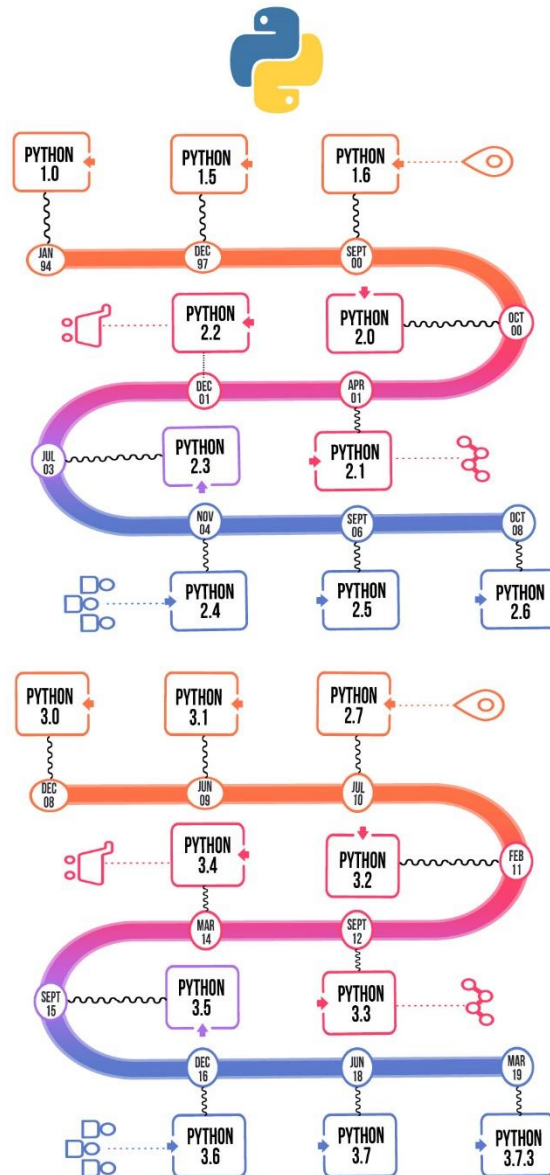 PYTHON
1.0
PYTHON
1.5
PYTHON
1.6
JAN
94
DEC
97
SEPT
00
PYTHON
2.2
PYTHON
2.0
OCT
00
DEC
01
APR
01
JUL
03
PYTHON
2.3
PYTHON
2.1
NOV
04
SEPT
06
OCT
08
PYTHON
2.4
PYTHON
2.5
PYTHON
2.6
PYTHON
3.0
PYTHON
3.1
PYTHON
2.7
DEC
08
JUN
09
JUL
10
PYTHON
3.4
PYTHON
3.2
FEB
11
MAR
14
SEPT
12
SEPT
15
PYTHON
3.5
PYTHON
3.3
DEC
16
JUN
18
MAR
19
PYTHON
3.6
PYTHON
3.7
PYTHON
3.7.3